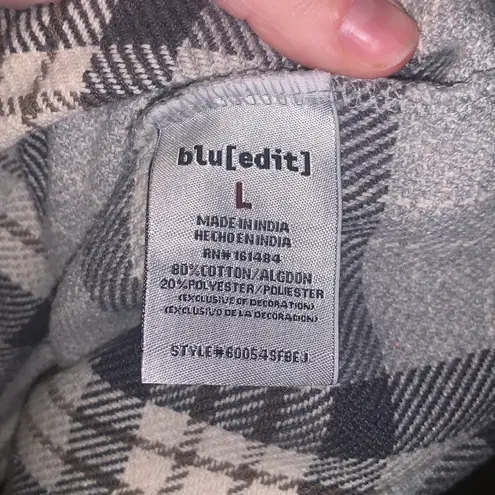 blu[edit]
L
MADE IN INDIA
HECHO EN INDIA
RN# 161484
80%COTTON/ALGDON
20%POLYESTER/POLIESTER
(EXCLUSIVE OF DECORATION)
(EXCLUSIVO DE LA DECORACION)
STYLE#60054SFBEJ